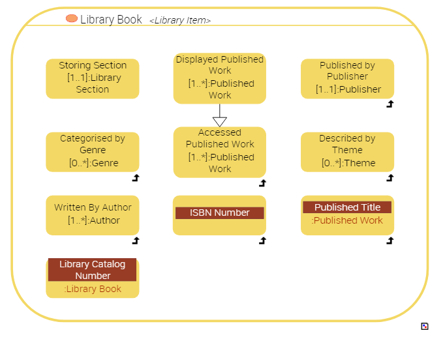 Library Book <Library Item>
Storing Section
[1..1]:Library
Section
Displayed Published
Work
[1..*]:Published
Work
Published by
Publisher
[1..1]:Publisher
Categorised by
Genre
[0..*]:Genre
Accessed
Published Work
[1..*]:Published
Work
Described by
Theme
[0..*]:Theme
Written By Author
[1..*]:Author
ISBN Number
Published Title
:Published Work
Library Catalog
Number
:Library Book